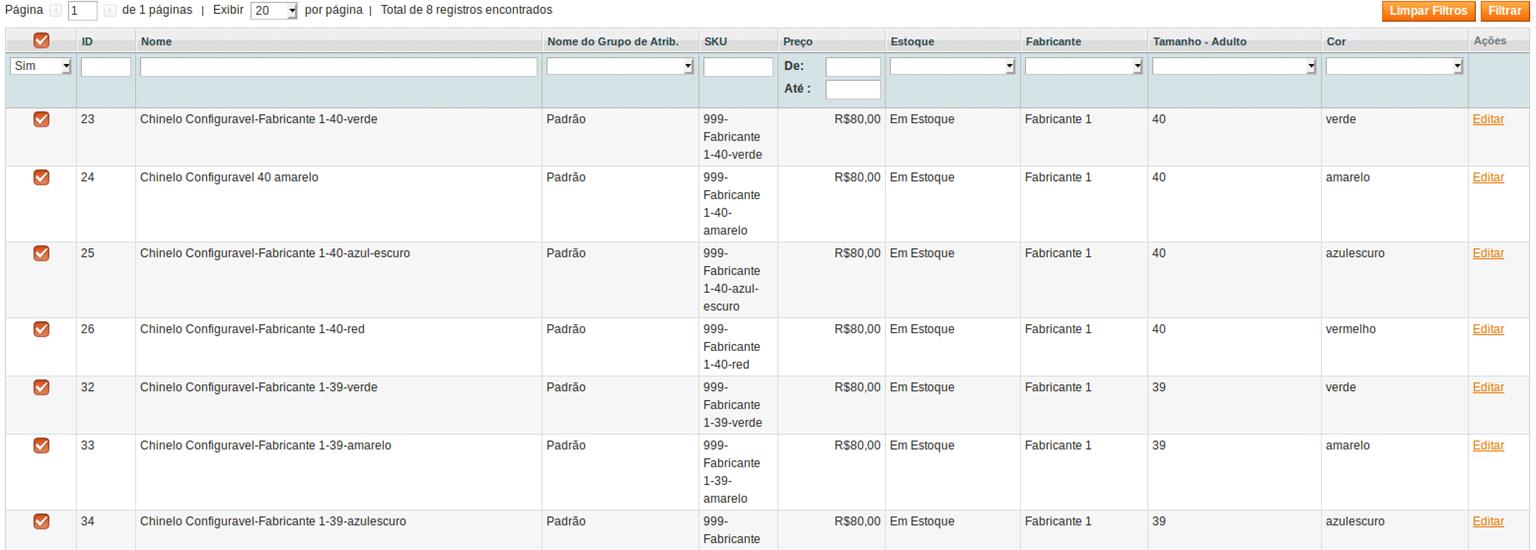 Página 1 de 1 páginas | Exibir 20 por página | Total de 8 registros encontrados Limpar Filtros Filtrar
ID Nome Nome do Grupo de Atrib. SKU Preço Estoque Fabricante Tamanho - Adulto Cor Ações
Sim De:
Até :
23 Chinelo Configuravel-Fabricante 1-40-verde Padrão 999- R$80,00 Em Estoque Fabricante 1 40 verde Editar
Fabricante
1-40-verde
24 Chinelo Configuravel 40 amarelo Padrão 999- R$80,00 Em Estoque Fabricante 1 40 amarelo Editar
Fabricante
1-40-
amarelo
25 Chinelo Configuravel-Fabricante 1-40-azul-escuro Padrão 999- R$80,00 Em Estoque Fabricante 1 40 azulescuro Editar
Fabricante
1-40-azul-
escuro
26 Chinelo Configuravel-Fabricante 1-40-red Padrão 999- R$80,00 Em Estoque Fabricante 1 40 vermelho Editar
Fabricante
1-40-red
32 Chinelo Configuravel-Fabricante 1-39-verde Padrão 999- R$80,00 Em Estoque Fabricante 1 39 verde Editar
Fabricante
1-39-verde
33 Chinelo Configuravel-Fabricante 1-39-amarelo Padrão 999- R$80,00 Em Estoque Fabricante 1 39 amarelo Editar
Fabricante
1-39-
amarelo
34 Chinelo Configuravel-Fabricante 1-39-azulescuro Padrão 999- R$80,00 Em Estoque Fabricante 1 39 azulescuro Editar
Fabricante